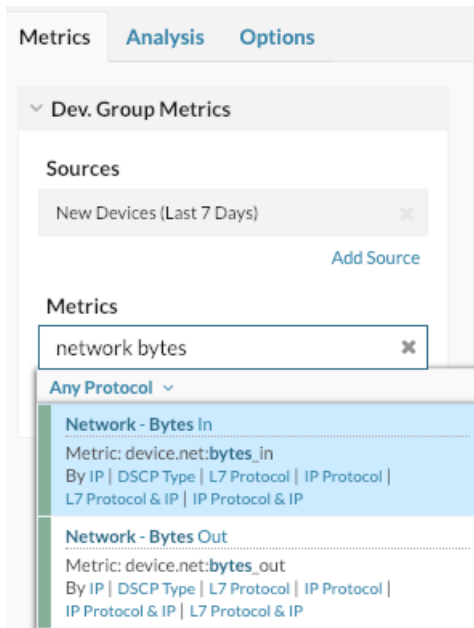 Metrics Analysis Options
Dev. Group Metrics
Sources
New Devices (Last 7 Days)
Add Source
Metrics
network bytes
Any Protocol
Network - Bytes In
Metric: device.net:bytes_in
By IP | DSCP Type | L7 Protocol | IP Protocol |
L7 Protocol & IP | IP Protocol & IP
Network - Bytes Out
Metric: device.net:bytes_out
By IP | DSCP Type | L7 Protocol | IP Protocol |
IP Protocol & IP | L7 Protocol & IP